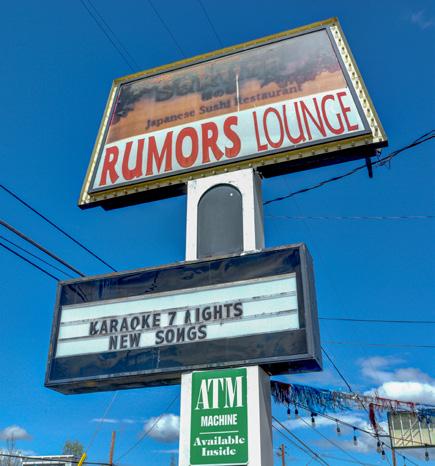 Japanese Sushi Restaurant
RUMORS LOUNGE
KARAOKE 7 NIGHTS
NEW SONGS
ATM
MACHINE
Available
Inside